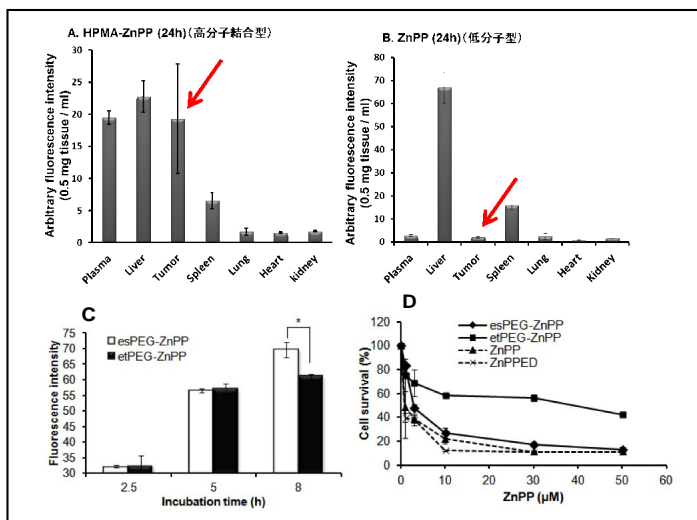 A. HPMA-ZnPP (24h)(高分子結合型)
Arbitrary fluorescence intensity
(0.5 mg tissue / ml)
35
30
25
20
15
10
5
0
Plasma
Liver
Tumor
Spleen
Lung
Heart
kidney
B. ZnPP (24h)(低分子型)
Arbitrary fluorescence intensity
(0.5 mg tissue / ml)
80
70
60
50
40
30
20
10
0
Plasma
Liver
Tumor
Spleen
Lung
Heart
Kidney
C
esPEG-ZnPP
etPEG-ZnPP
*
Fluorescence intensity
70
65
60
55
50
45
40
35
30
2.5
5
8
Incubation time (h)
D
esPEG-ZnPP
etPEG-ZnPP
ZnPP
ZnPPED
Cell survival (%)
120
100
80
60
40
20
0
0
10
20
30
40
50
60
ZnPP (µM)